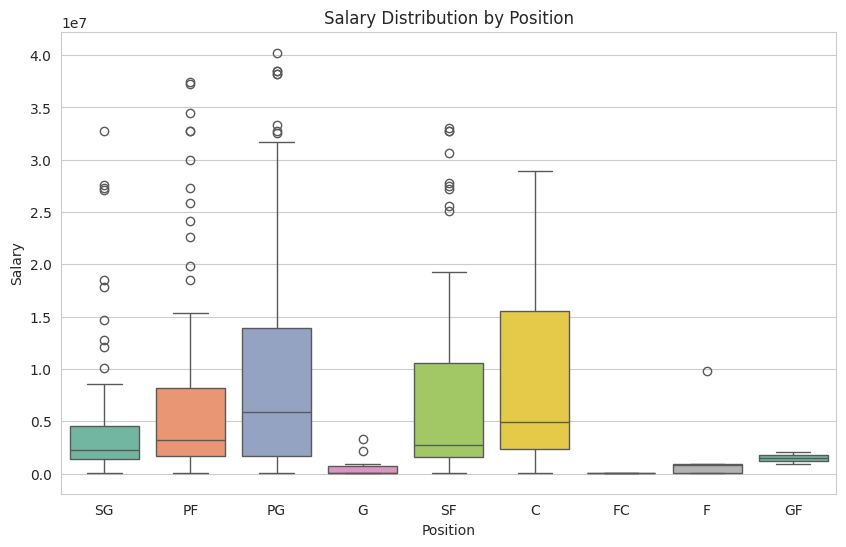 Salary Distribution by Position
1e7
4.0
3.5
3.0
2.5
2.0
1.5
1.0
0.5
0.0
Salary
SG PF PG G SF C FC F GF
Position